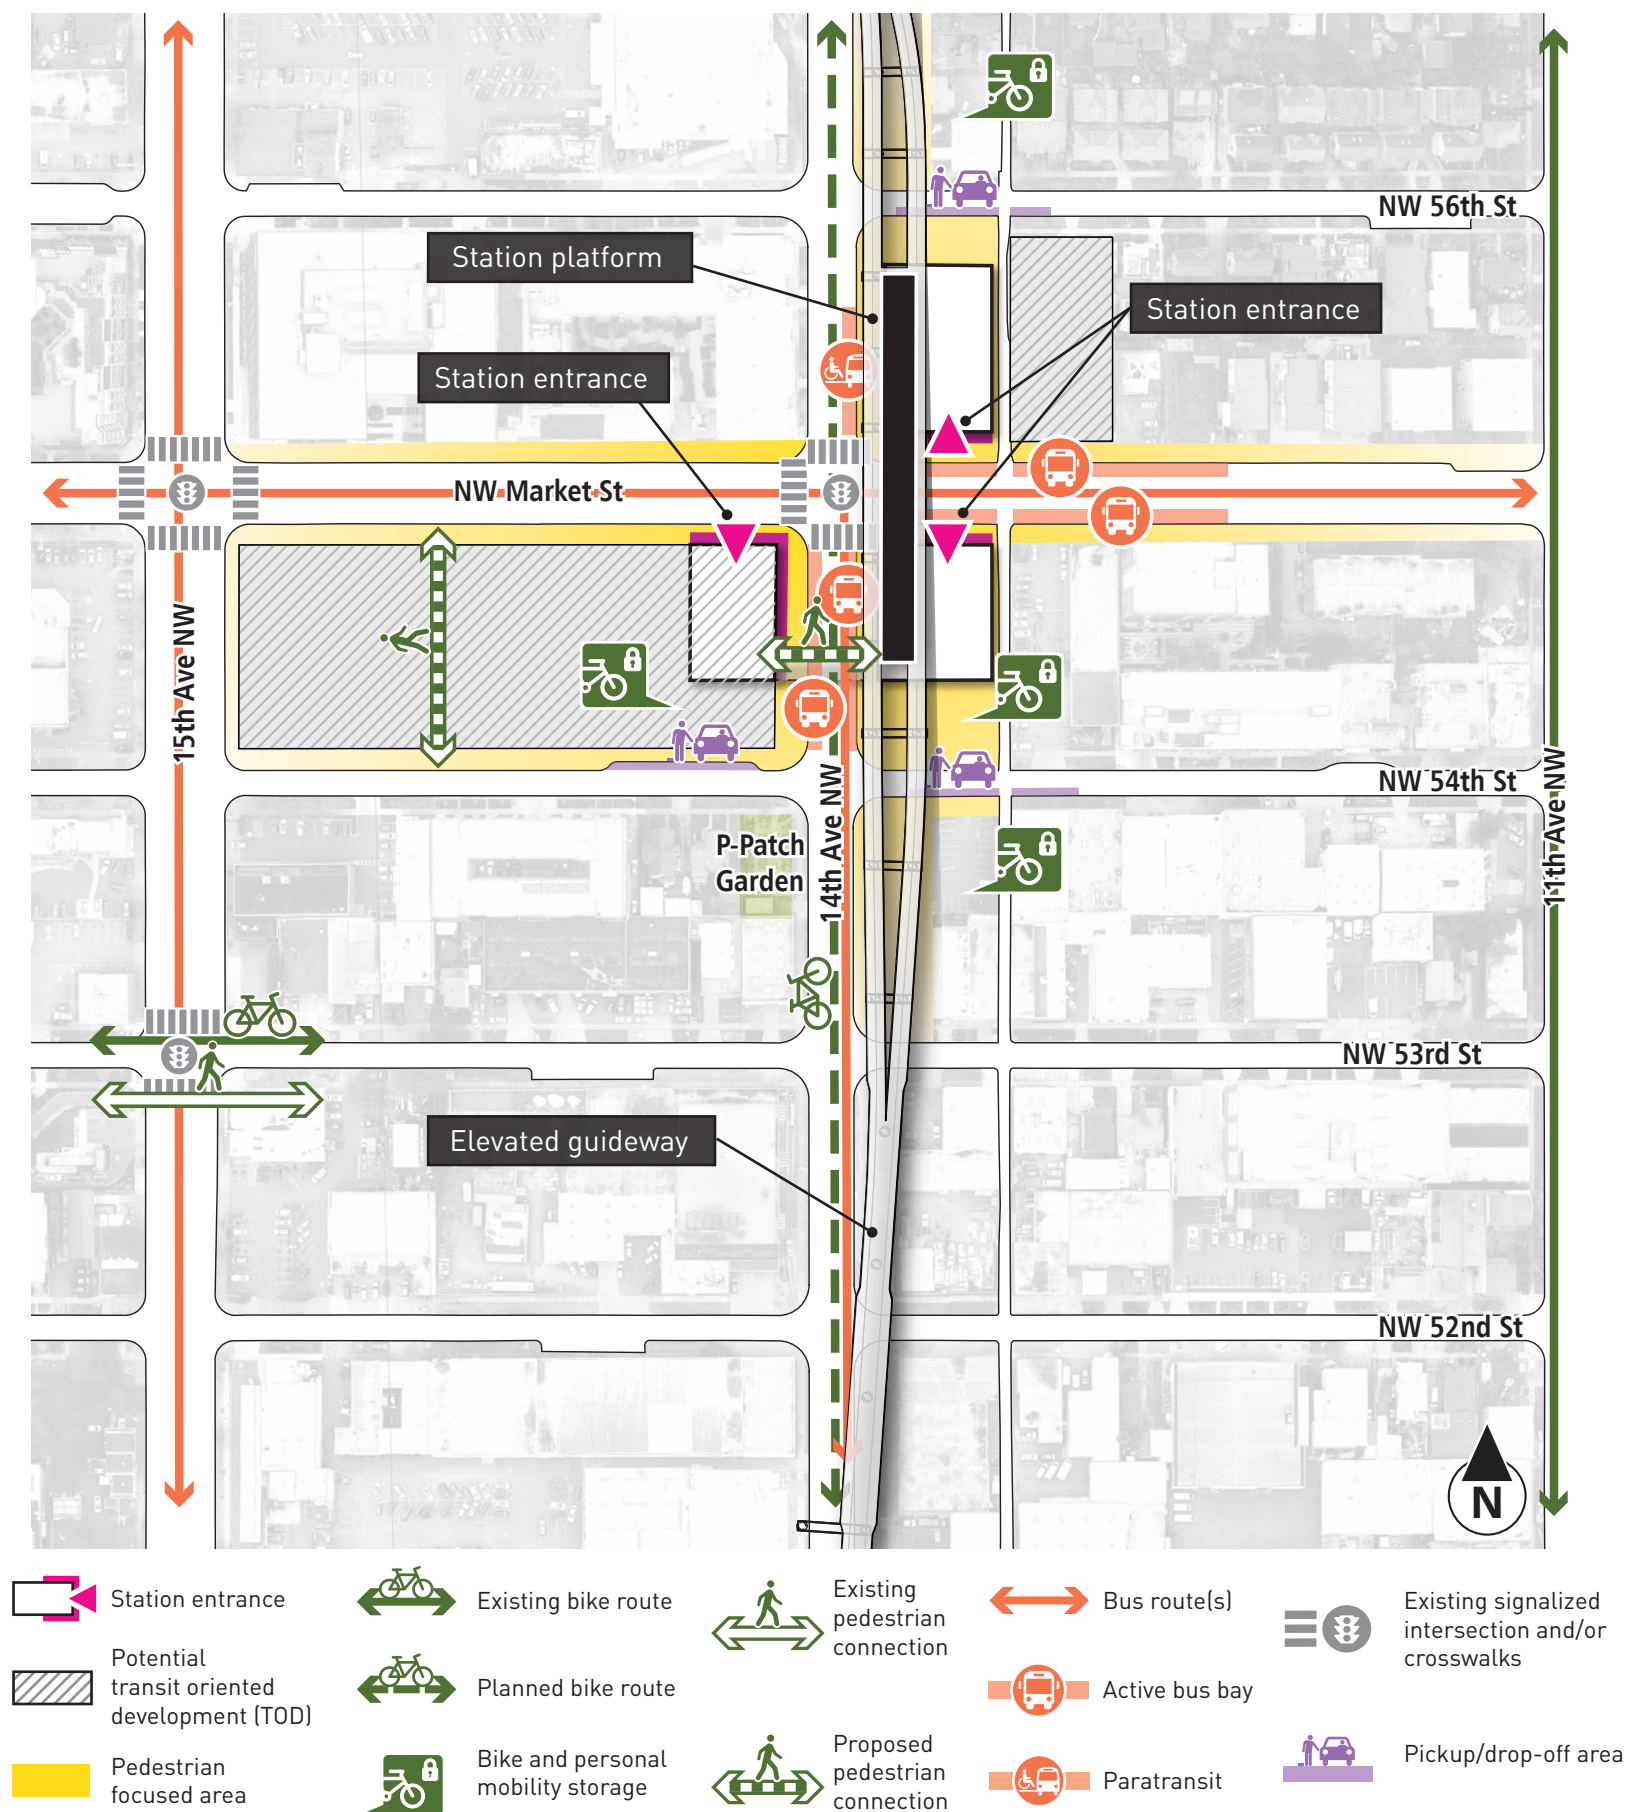 NW 56th St
Station platform
Station entrance
Station entrance
NW Market St
15th Ave NW
14th Ave NW
11th Ave NW
NW 54th St
P-Patch
Garden
NW 53rd St
Elevated guideway
NW 52nd St
N
Station entrance
Potential
transit oriented
development (TOD)
Pedestrian
focused area
Existing bike route
Planned bike route
Bike and personal
mobility storage
Existing
pedestrian
connection
Proposed
pedestrian
connection
Bus route(s)
Active bus bay
Paratransit
Existing signalized
intersection and/or
crosswalks
Pickup/drop-off area